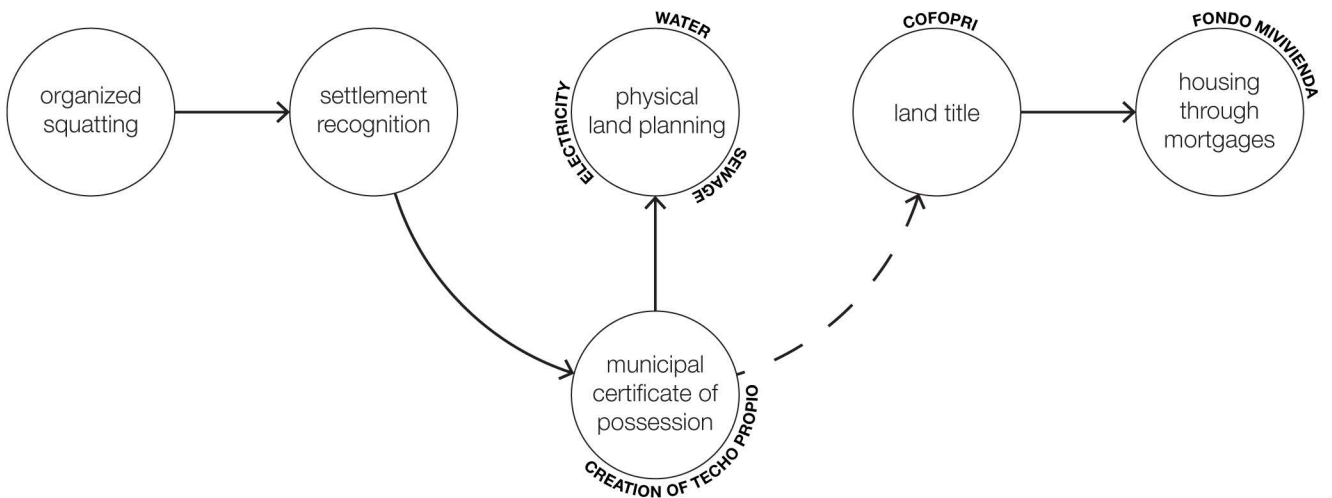 organized
squatting
settlement
recognition
WATER
ELECTRICITY
physical
land planning
SEWAGE
COFOPRI
land title
FONDO MIVIVIENDA
housing
through
mortgages
municipal
certificate of
possession
CREATION OF TECHO PROPIO